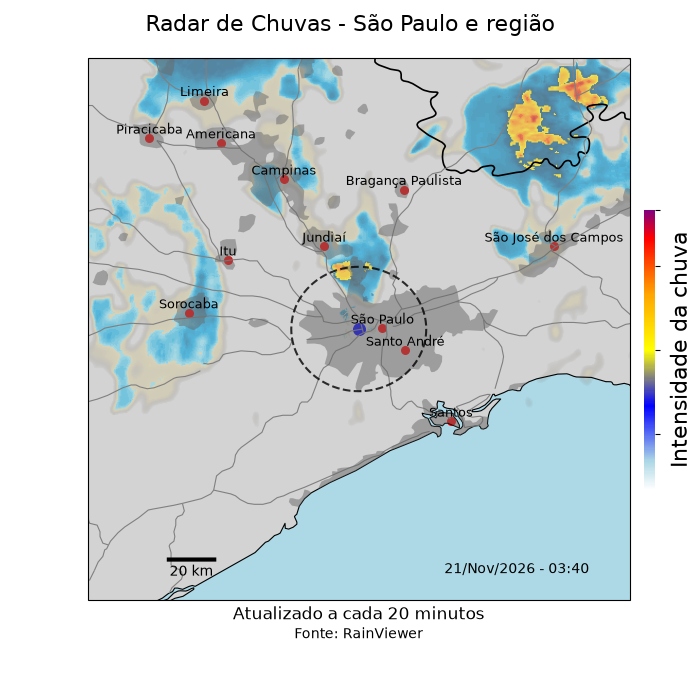 Radar de Chuvas - São Paulo e região
Limeira
Piracicaba
Americana
Campinas
Bragança Paulista
Jundiaí
São José dos Campos
Itu
Sorocaba
São Paulo
Santo André
Santos
Intensidade da chuva
20 km
21/Nov/2026 - 03:40
Atualizado a cada 20 minutos
Fonte: RainViewer